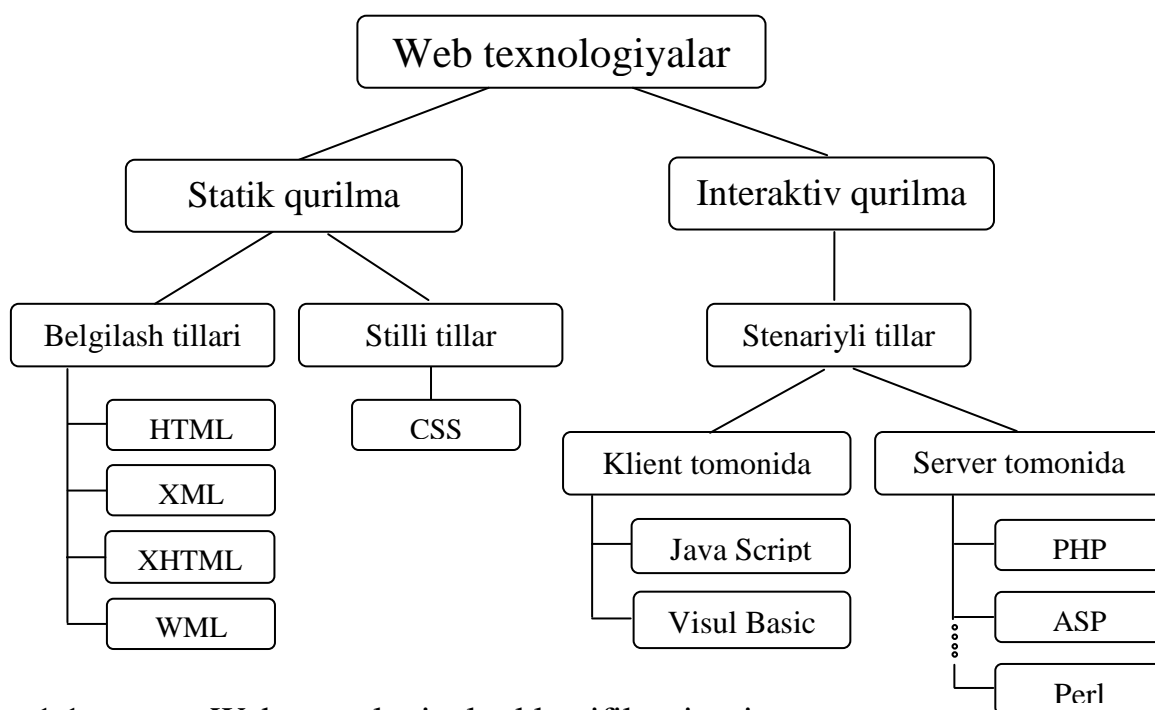 Web texnologiyalar
Statik qurilma
Interaktiv qurilma
Belgilash tillari
Stilli tillar
Stenariyli tillar
HTML
XML
XHTML
WML
CSS
Klient tomonida
Server tomonida
Java Script
Visul Basic
PHP
ASP
Perl